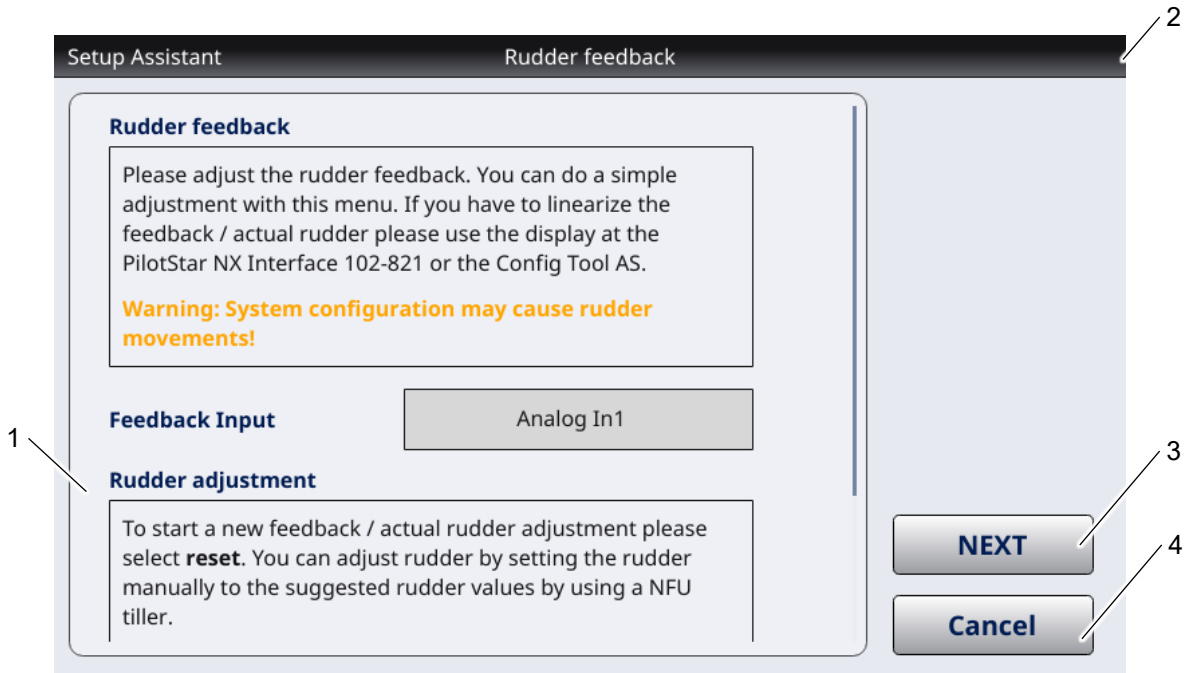 2
Setup Assistant Rudder feedback
Rudder feedback
Please adjust the rudder feedback. You can do a simple
adjustment with this menu. If you have to linearize the
feedback / actual rudder please use the display at the
PilotStar NX Interface 102-821 or the Config Tool AS.
Warning: System configuration may cause rudder
movements!
Feedback Input Analog In1
1
Rudder adjustment
To start a new feedback / actual rudder adjustment please
select reset. You can adjust rudder by setting the rudder
manually to the suggested rudder values by using a NFU
tiller.
3
NEXT
4
Cancel